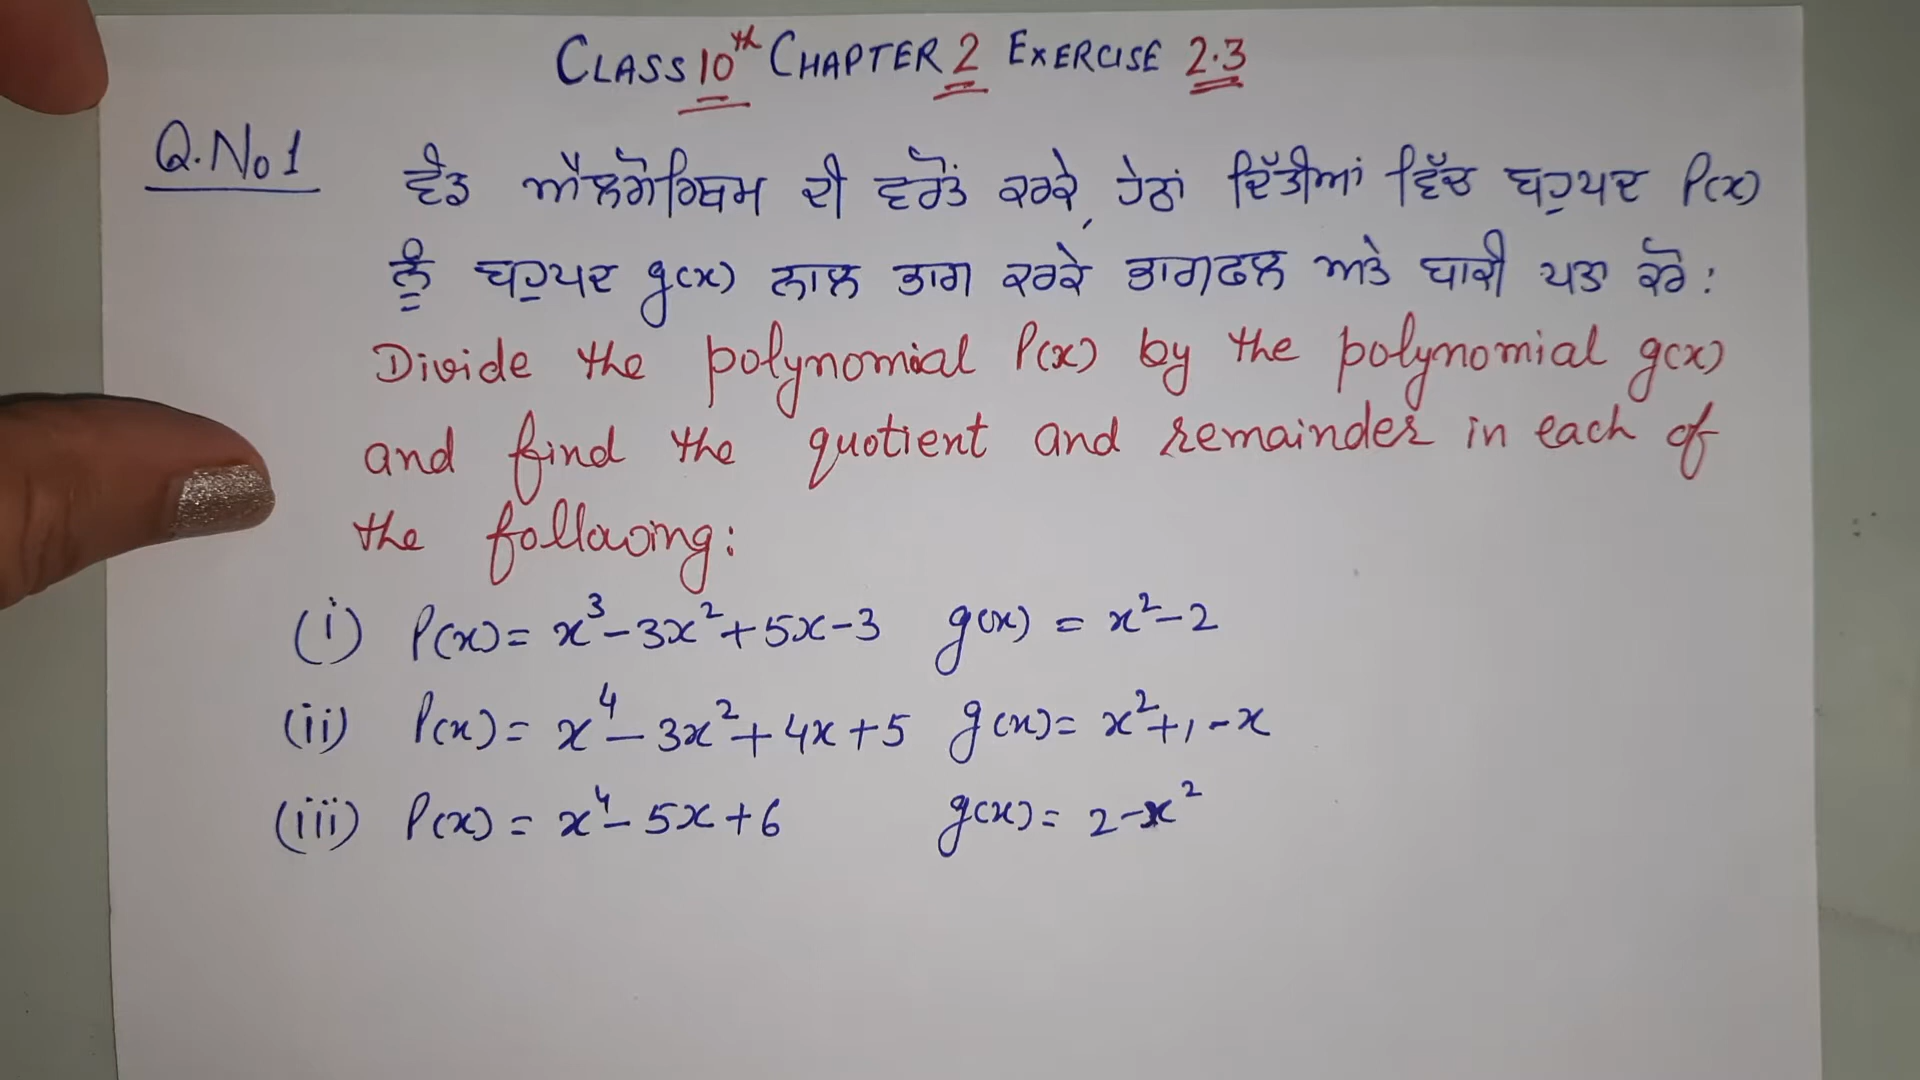 CLASS 10th CHAPTER 2 EXERCISE 2.3
Q.No 1 ਵੰਡ ਐਲਗੋਰਿਥਮ ਦੀ ਵਰੋਂਤ ਕਰਕੇ, ਹੇਠਾਂ ਦਿੱਤੀਆਂ ਵਿੱਚ ਬਹੁਪਦ P(x)
ਨੂੰ ਬਹੁਪਦ g(x) ਨਾਲ ਭਾਗ ਕਰਕੇ ਭਾਗਫਲ ਅਤੇ ਬਾਕੀ ਪਤਾ ਕਰੋ :
Divide the polynomial P(x) by the polynomial g(x)
and find the quotient and remainder in each of
the following:
(i) P(x) = x³ - 3x² + 5x - 3 g(x) = x² - 2
(ii) P(x) = x⁴ - 3x² + 4x + 5 g(x) = x² + 1 - x
(iii) P(x) = x⁴ - 5x + 6 g(x) = 2 - x²